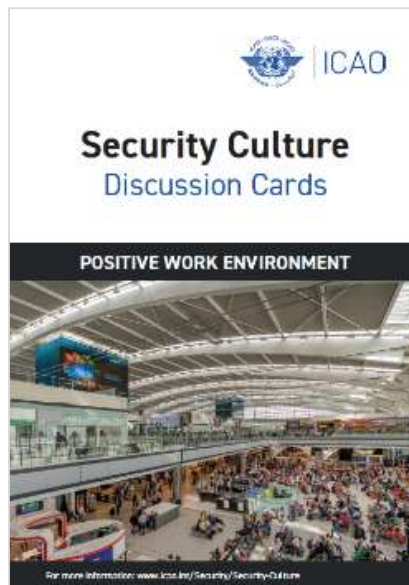 ICAO
Security Culture
Discussion Cards
POSITIVE WORK ENVIRONMENT
For more information: www.icao.int/Security/Security-Culture